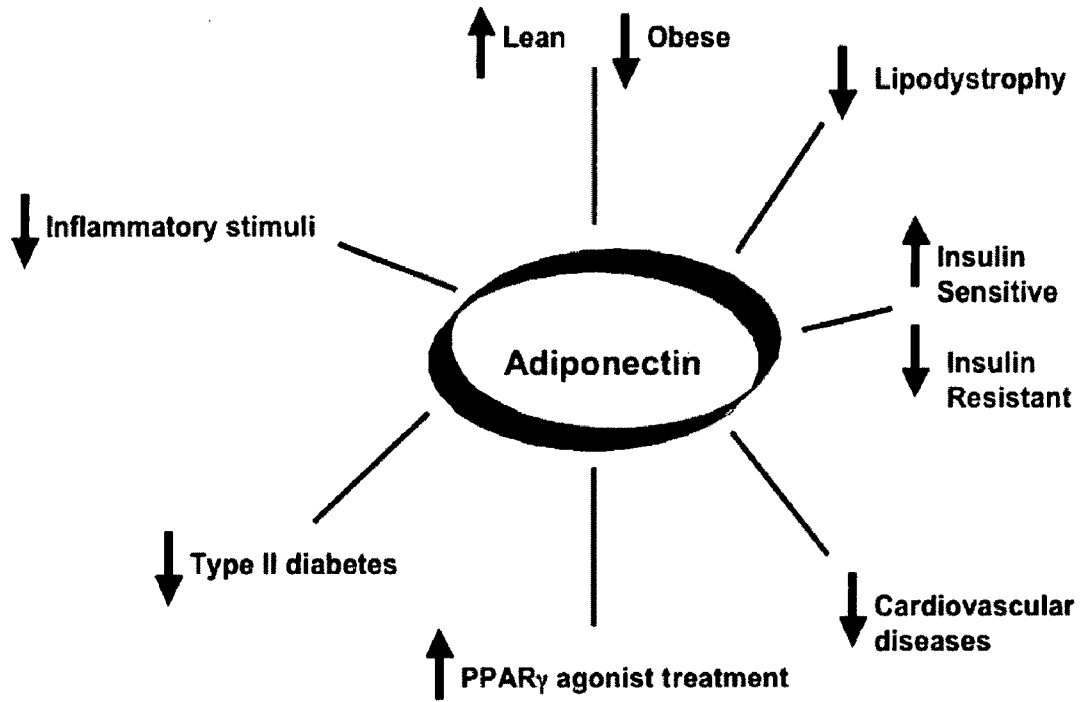 Lean
Obese
Lipodystrophy
Inflammatory stimuli
Insulin
Sensitive
Adiponectin
Insulin
Resistant
Type II diabetes
Cardiovascular
diseases
PPARγ agonist treatment